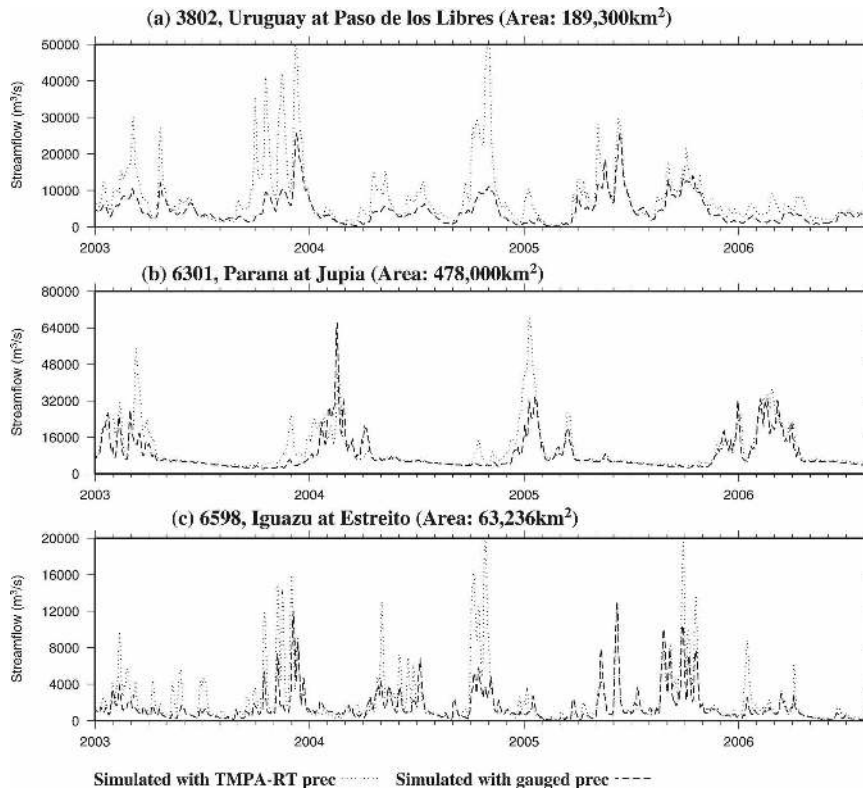 (a) 3802, Uruguay at Paso de los Libres (Area: 189,300km²)
50000
40000
30000
20000
10000
0
Streamflow (m³/s)
2003 2004 2005 2006
(b) 6301, Parana at Jupia (Area: 478,000km²)
80000
64000
48000
32000
16000
0
Streamflow (m³/s)
2003 2004 2005 2006
(c) 6598, Iguazu at Estreito (Area: 63,236km²)
20000
16000
12000
8000
4000
0
Streamflow (m³/s)
2003 2004 2005 2006
Simulated with TMPA-RT prec Simulated with gauged prec